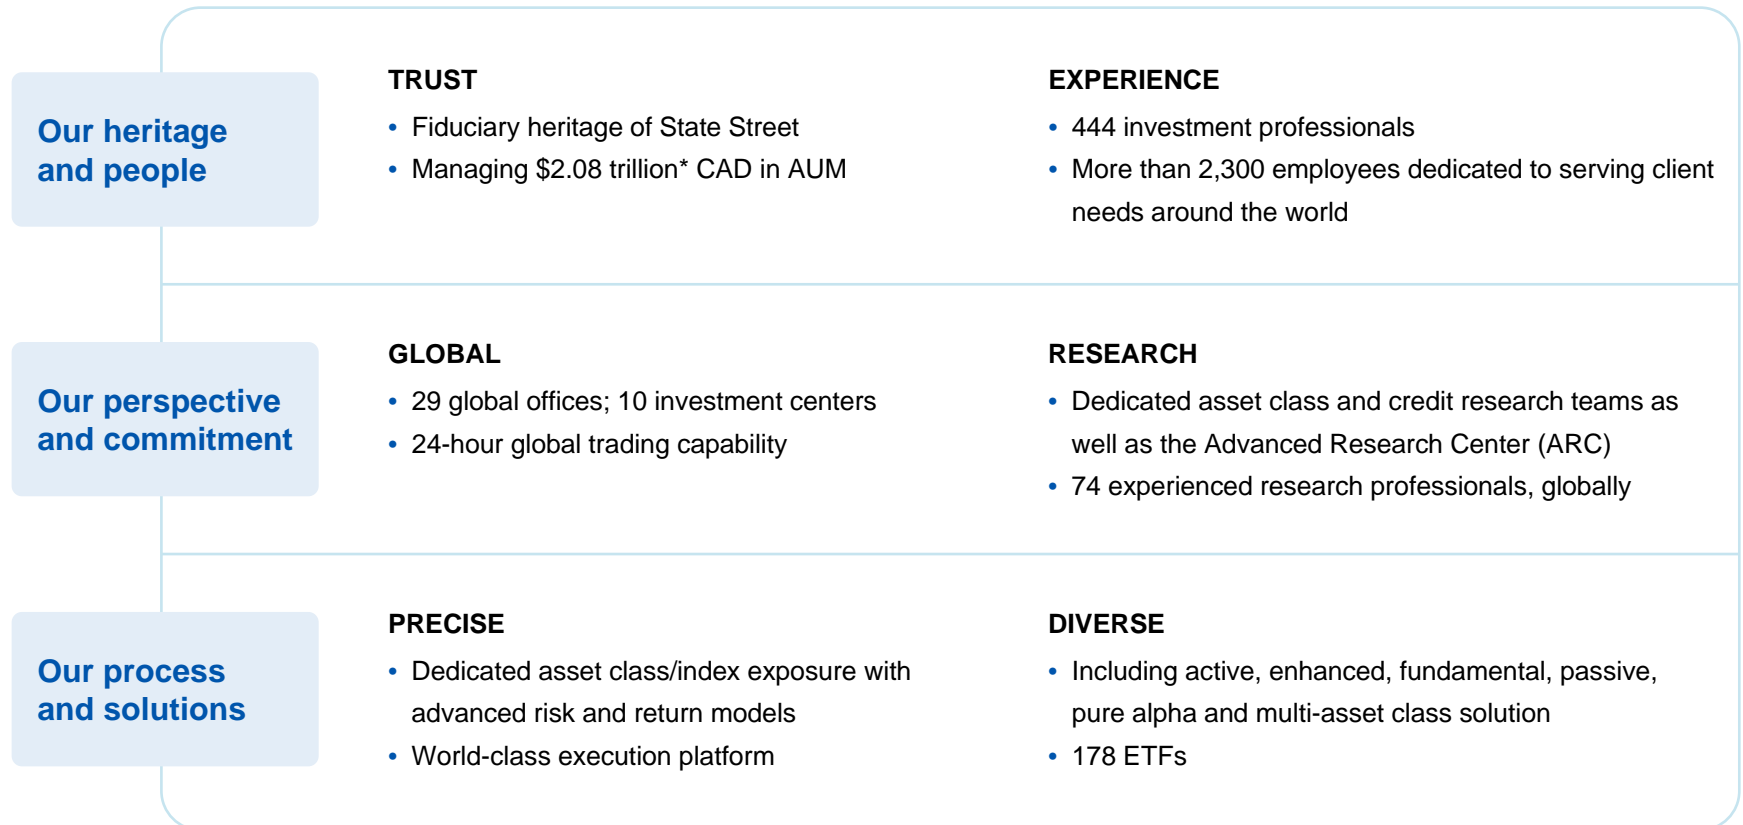 Our heritage
and people
TRUST
• Fiduciary heritage of State Street
• Managing $2.08 trillion* CAD in AUM
EXPERIENCE
• 444 investment professionals
• More than 2,300 employees dedicated to serving client
needs around the world
Our perspective
and commitment
GLOBAL
• 29 global offices; 10 investment centers
• 24-hour global trading capability
RESEARCH
• Dedicated asset class and credit research teams as
well as the Advanced Research Center (ARC)
• 74 experienced research professionals, globally
Our process
and solutions
PRECISE
• Dedicated asset class/index exposure with
advanced risk and return models
• World-class execution platform
DIVERSE
• Including active, enhanced, fundamental, passive,
pure alpha and multi-asset class solution
• 178 ETFs